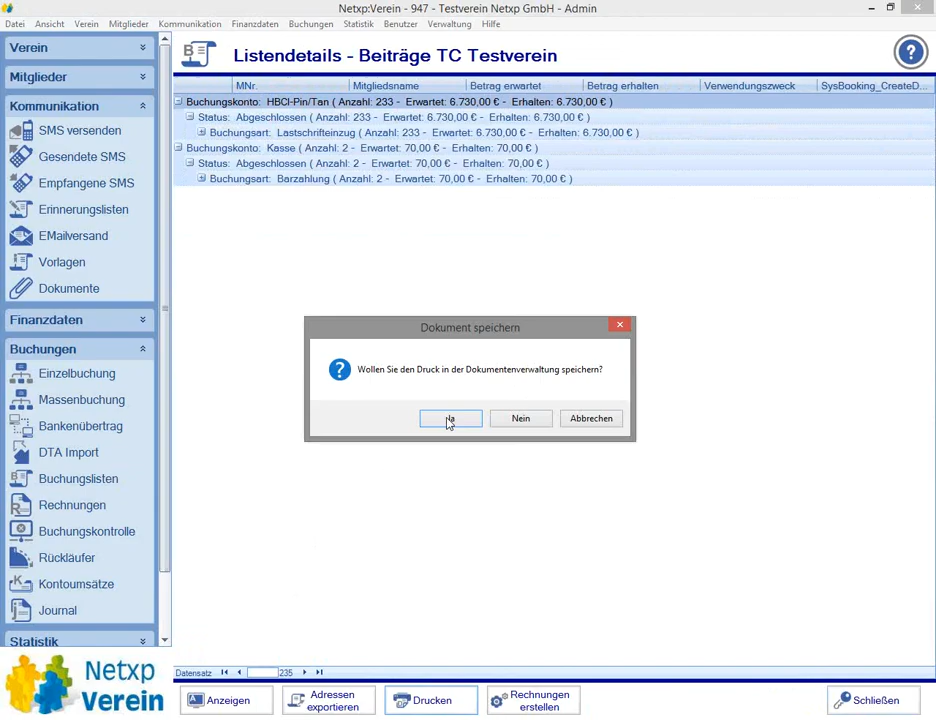 Netxp:Verein - 947 - Testverein Netxp GmbH - Admin
Datei Ansicht Verein Mitglieder Kommunikation Finanzdaten Buchungen Statistik Benutzer Verwaltung Hilfe
Verein
Mitglieder
Kommunikation
SMS versenden
Gesendete SMS
Empfangene SMS
Erinnerungslisten
EMailversand
Vorlagen
Dokumente
Finanzdaten
Buchungen
Einzelbuchung
Massenbuchung
Bankenübertrag
DTA Import
Buchungslisten
Rechnungen
Buchungskontrolle
Rückläufer
Kontoumsätze
Journal
Statistik
Netxp
Verein
Listendetails - Beiträge TC Testverein
MNr. Mitgliedsname Betrag erwartet Betrag erhalten Verwendungszweck SysBooking_CreateD...
Buchungskonto: HBCI-Pin/Tan ( Anzahl: 233 - Erwartet: 6.730,00 € - Erhalten: 6.730,00 € )
Status: Abgeschlossen ( Anzahl: 233 - Erwartet: 6.730,00 € - Erhalten: 6.730,00 € )
Buchungsart: Lastschrifteinzug ( Anzahl: 233 - Erwartet: 6.730,00 € - Erhalten: 6.730,00 € )
Buchungskonto: Kasse ( Anzahl: 2 - Erwartet: 70,00 € - Erhalten: 70,00 € )
Status: Abgeschlossen ( Anzahl: 2 - Erwartet: 70,00 € - Erhalten: 70,00 € )
Buchungsart: Barzahlung ( Anzahl: 2 - Erwartet: 70,00 € - Erhalten: 70,00 € )
Dokument speichern
Wollen Sie den Druck in der Dokumentenverwaltung speichern?
Ja Nein Abbrechen
Datensatz 235
Anzeigen
Adressen
exportieren
Drucken
Rechnungen
erstellen
Schließen